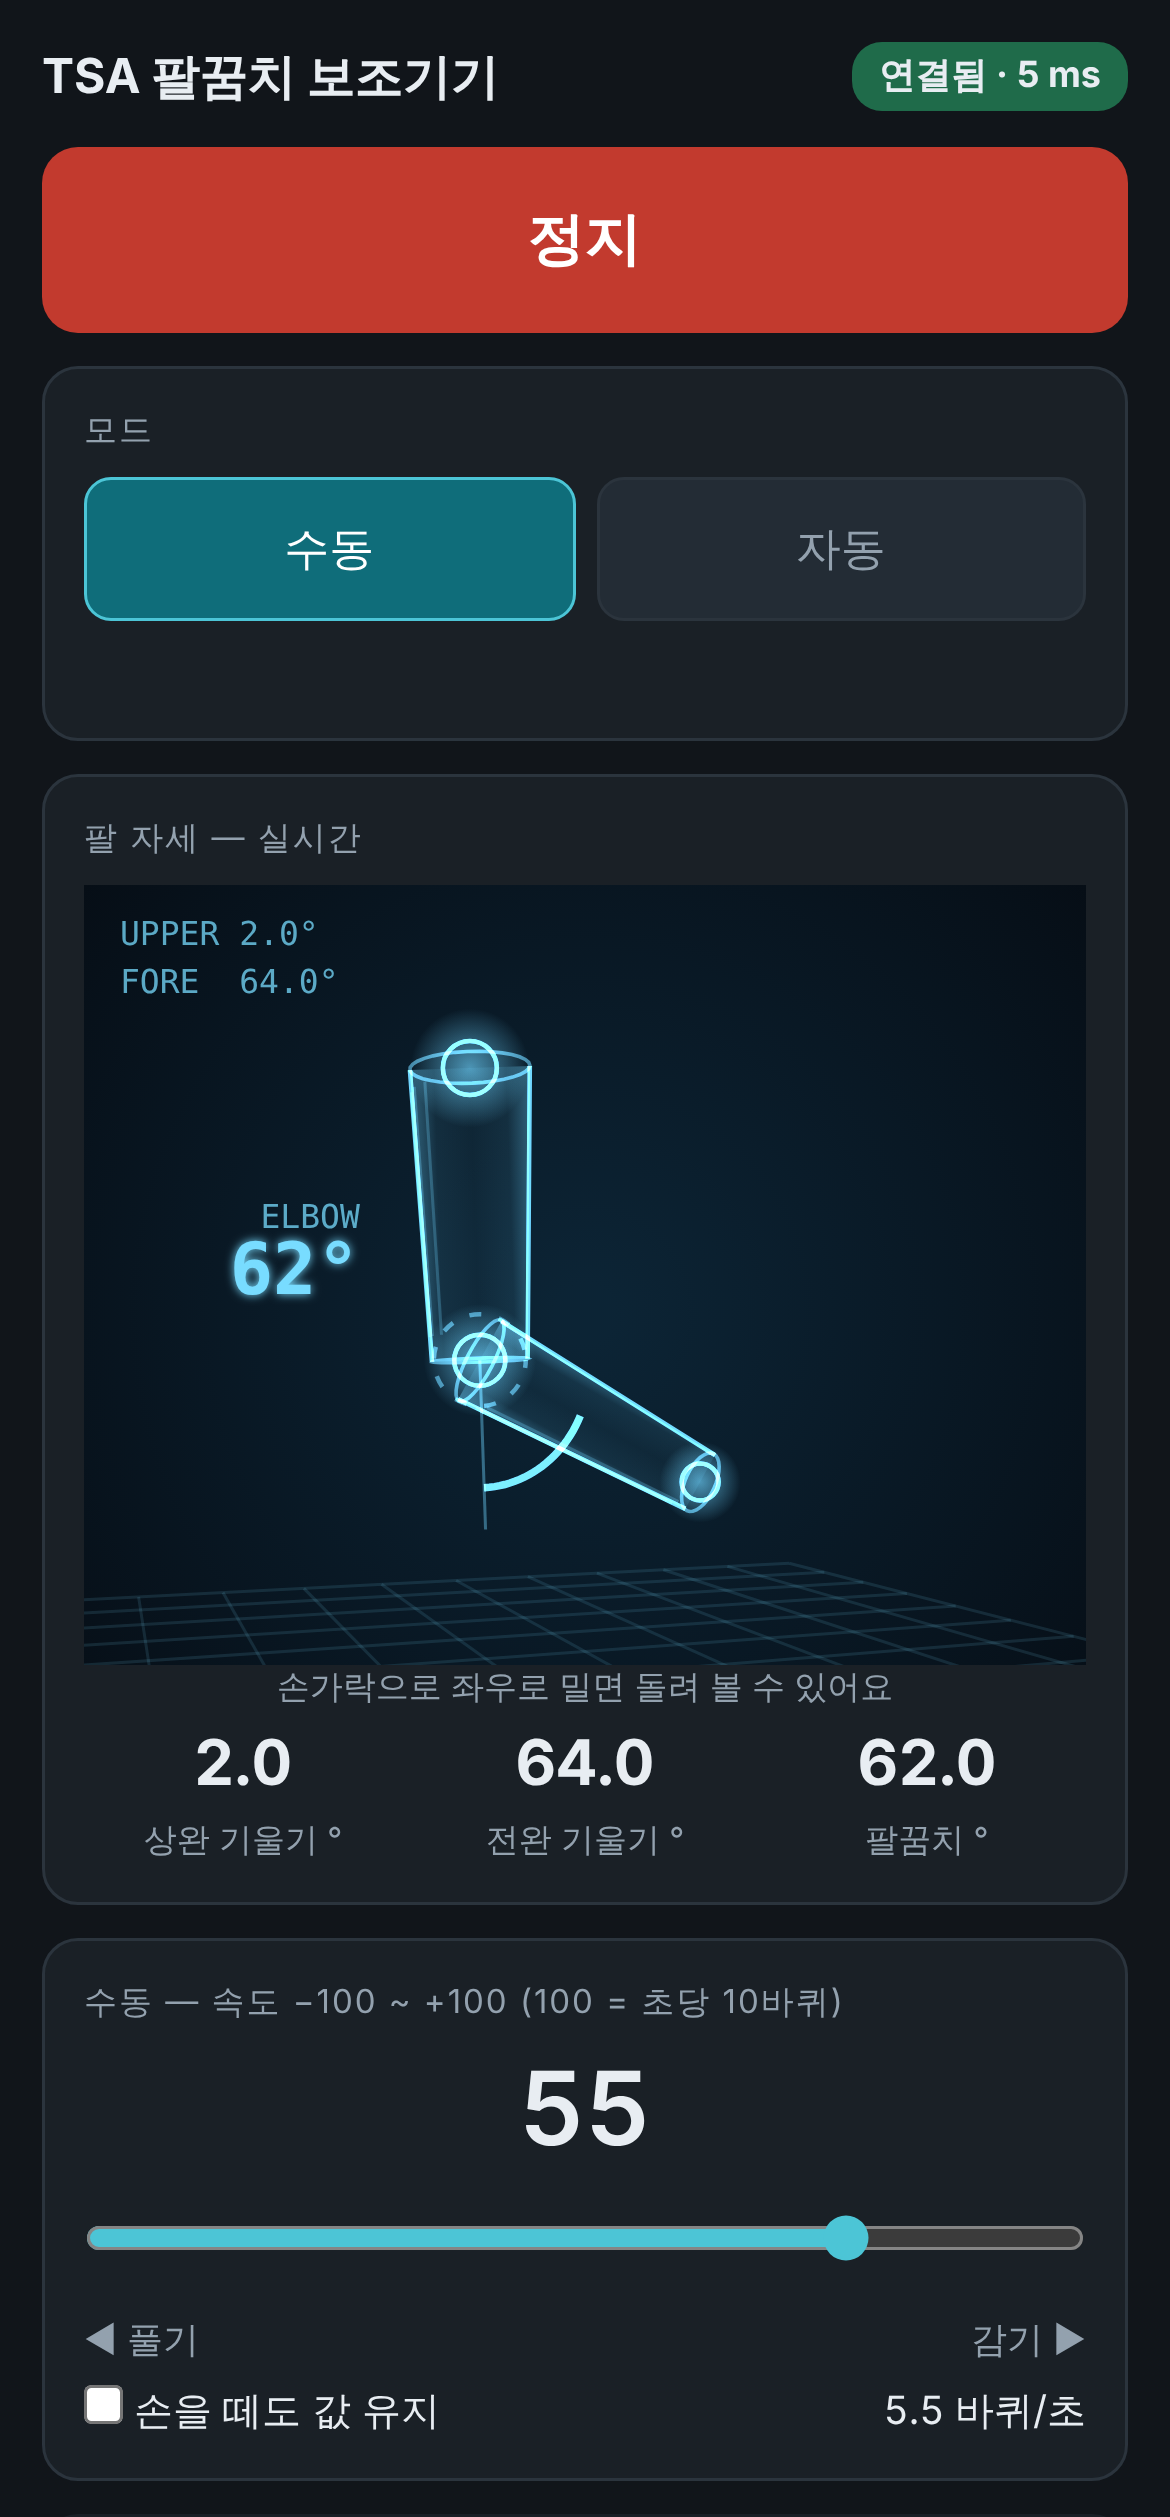 TSA 팔꿈치 보조기기
연결됨 · 5 ms
정지
모드
수동
자동
팔 자세 — 실시간
UPPER 2.0°
FORE 64.0°
ELBOW
62°
손가락으로 좌우로 밀면 돌려 볼 수 있어요
2.0 64.0 62.0
상완 기울기 ° 전완 기울기 ° 팔꿈치 °
수동 — 속도 −100 ~ +100 (100 = 초당 10바퀴)
55
◀ 풀기 감기 ▶
손을 떼도 값 유지 5.5 바퀴/초